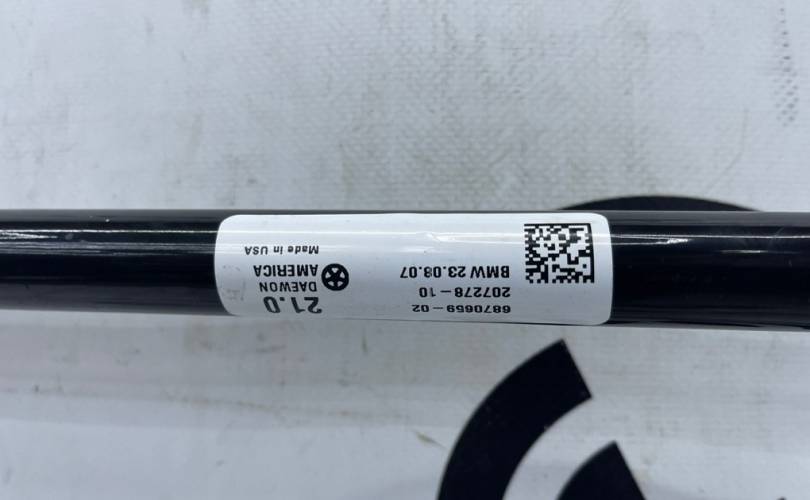 6870659-02
207278-10
BMW 23.08.07
21.0
DAEWON
AMERICA
Made in USA